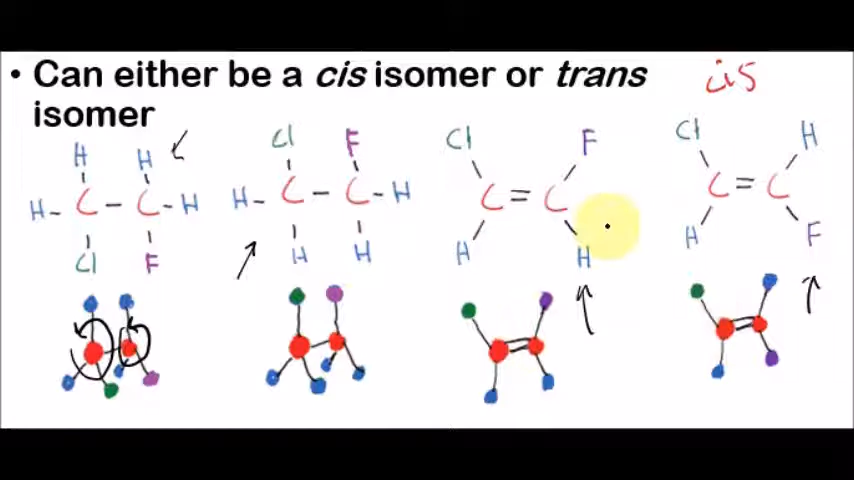 • Can either be a cis isomer or trans
isomer
cis
H H
H - C - C - H
Cl F
Cl F
H - C - C - H
H H
Cl F
C = C
H H
Cl H
C = C
H F